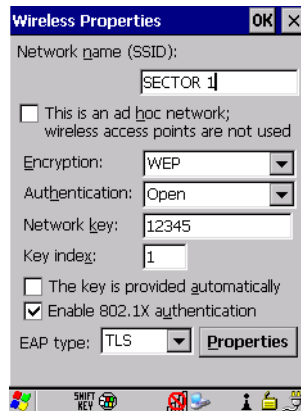 Wireless Properties OK ×
Network name (SSID):
SECTOR 1
This is an ad hoc network;
wireless access points are not used
Encryption: WEP
Authentication: Open
Network key: 12345
Key index: 1
The key is provided automatically
Enable 802.1X authentication
EAP type: TLS Properties
SHIFT
KEY